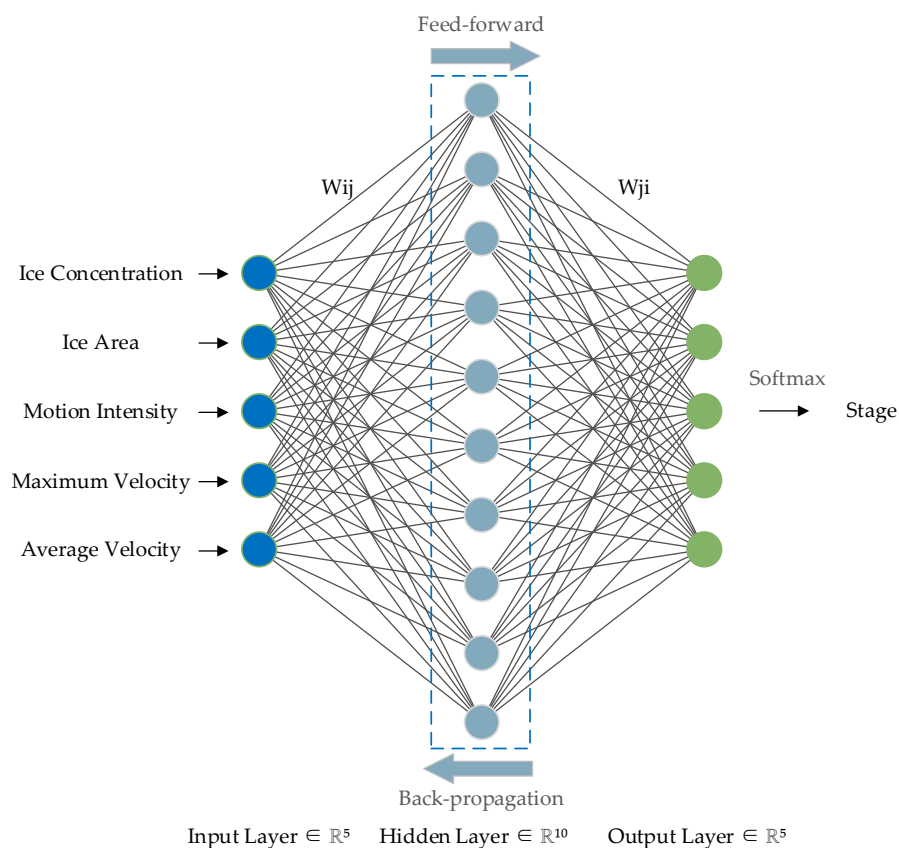 Feed-forward
Wij
Wji
Ice Concentration
Ice Area
Motion Intensity
Maximum Velocity
Average Velocity
Softmax
Stage
Back-propagation
Input Layer ∈ ℝ⁵
Hidden Layer ∈ ℝ¹⁰
Output Layer ∈ ℝ⁵